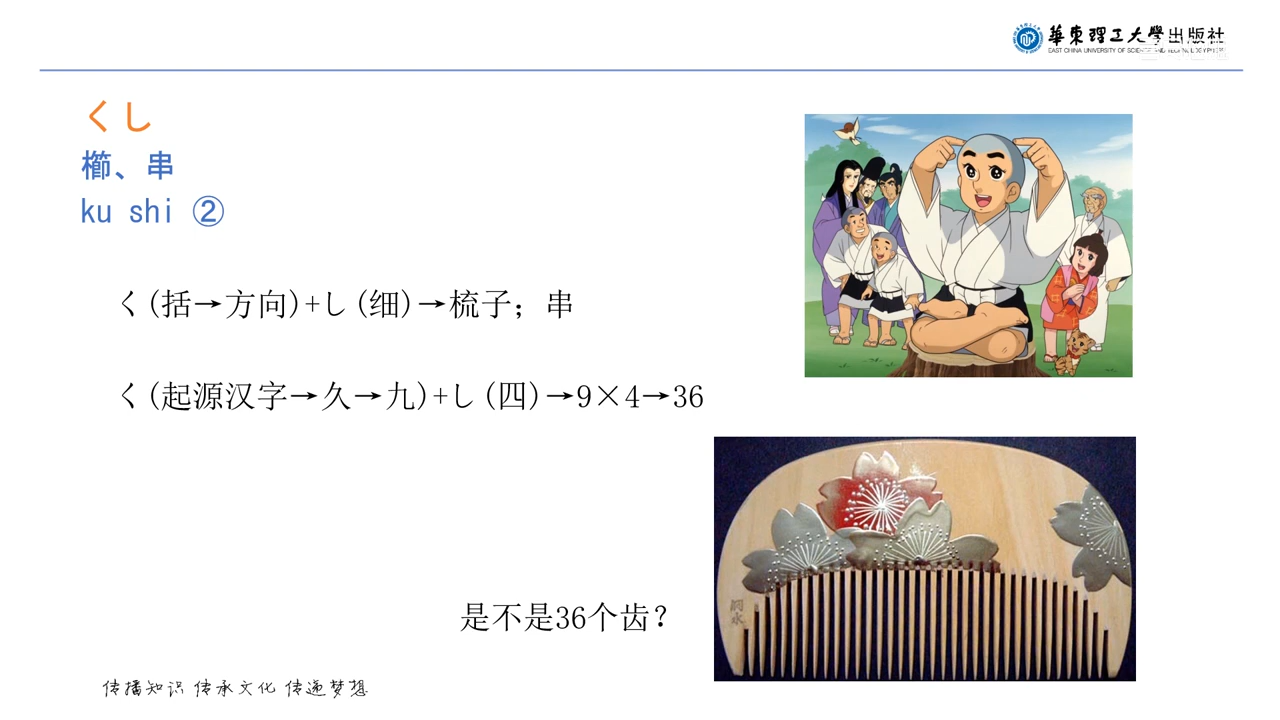 華東理工大學出版社
くし
櫛、串
ku shi ②
く(括→方向)+し(细)→梳子；串
く(起源汉字→久→九)+し(四)→9×4→36
是不是36个齿?
传播知识 传承文化 传递梦想